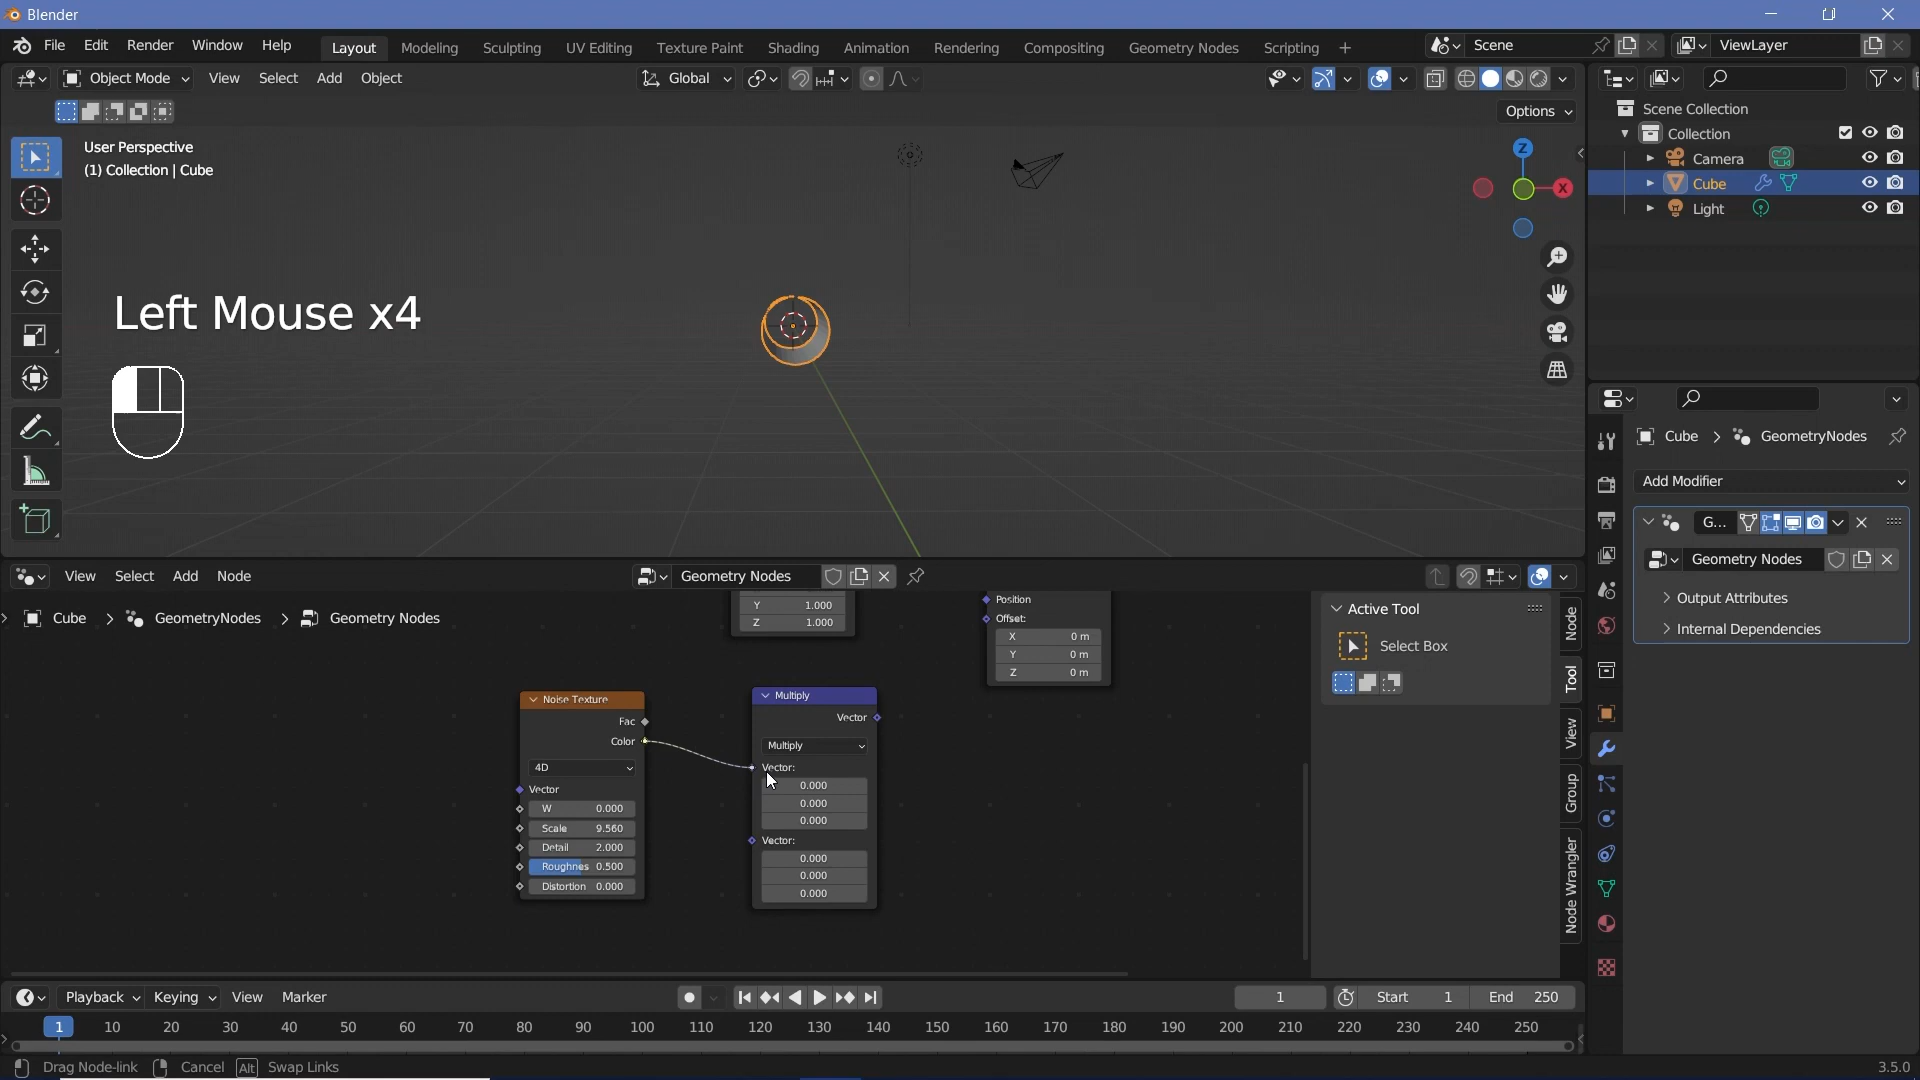 Blender
File Edit Render Window Help Layout Modeling Sculpting UV Editing Texture Paint Shading Animation Rendering Compositing Geometry Nodes Scripting + Scene ViewLayer
Object Mode View Select Add Object Global
Options
User Perspective
(1) Collection | Cube
Z
X
Left Mouse x4
Scene Collection
Collection
Camera
Cube
Light
Cube > GeometryNodes
Add Modifier
G...
Geometry Nodes
Output Attributes
Internal Dependencies
View Select Add Node Geometry Nodes
Cube > GeometryNodes > Geometry Nodes
Y 1.000
Z 1.000
Position
Offset:
X 0 m
Y 0 m
Z 0 m
Noise Texture
Fac
Color
4D
Vector
W 0.000
Scale 9.560
Detail 2.000
Roughnes 0.500
Distortion 0.000
Multiply
Vector
Multiply
Vector:
0.000
0.000
0.000
Vector:
0.000
0.000
0.000
Active Tool
Select Box
Node
Tool
View
Group
Node Wrangler
Playback Keying View Marker 1 Start 1 End 250
1 10 20 30 40 50 60 70 80 90 100 110 120 130 140 150 160 170 180 190 200 210 220 230 240 250
Drag Node-link Cancel Alt Swap Links 3.5.0